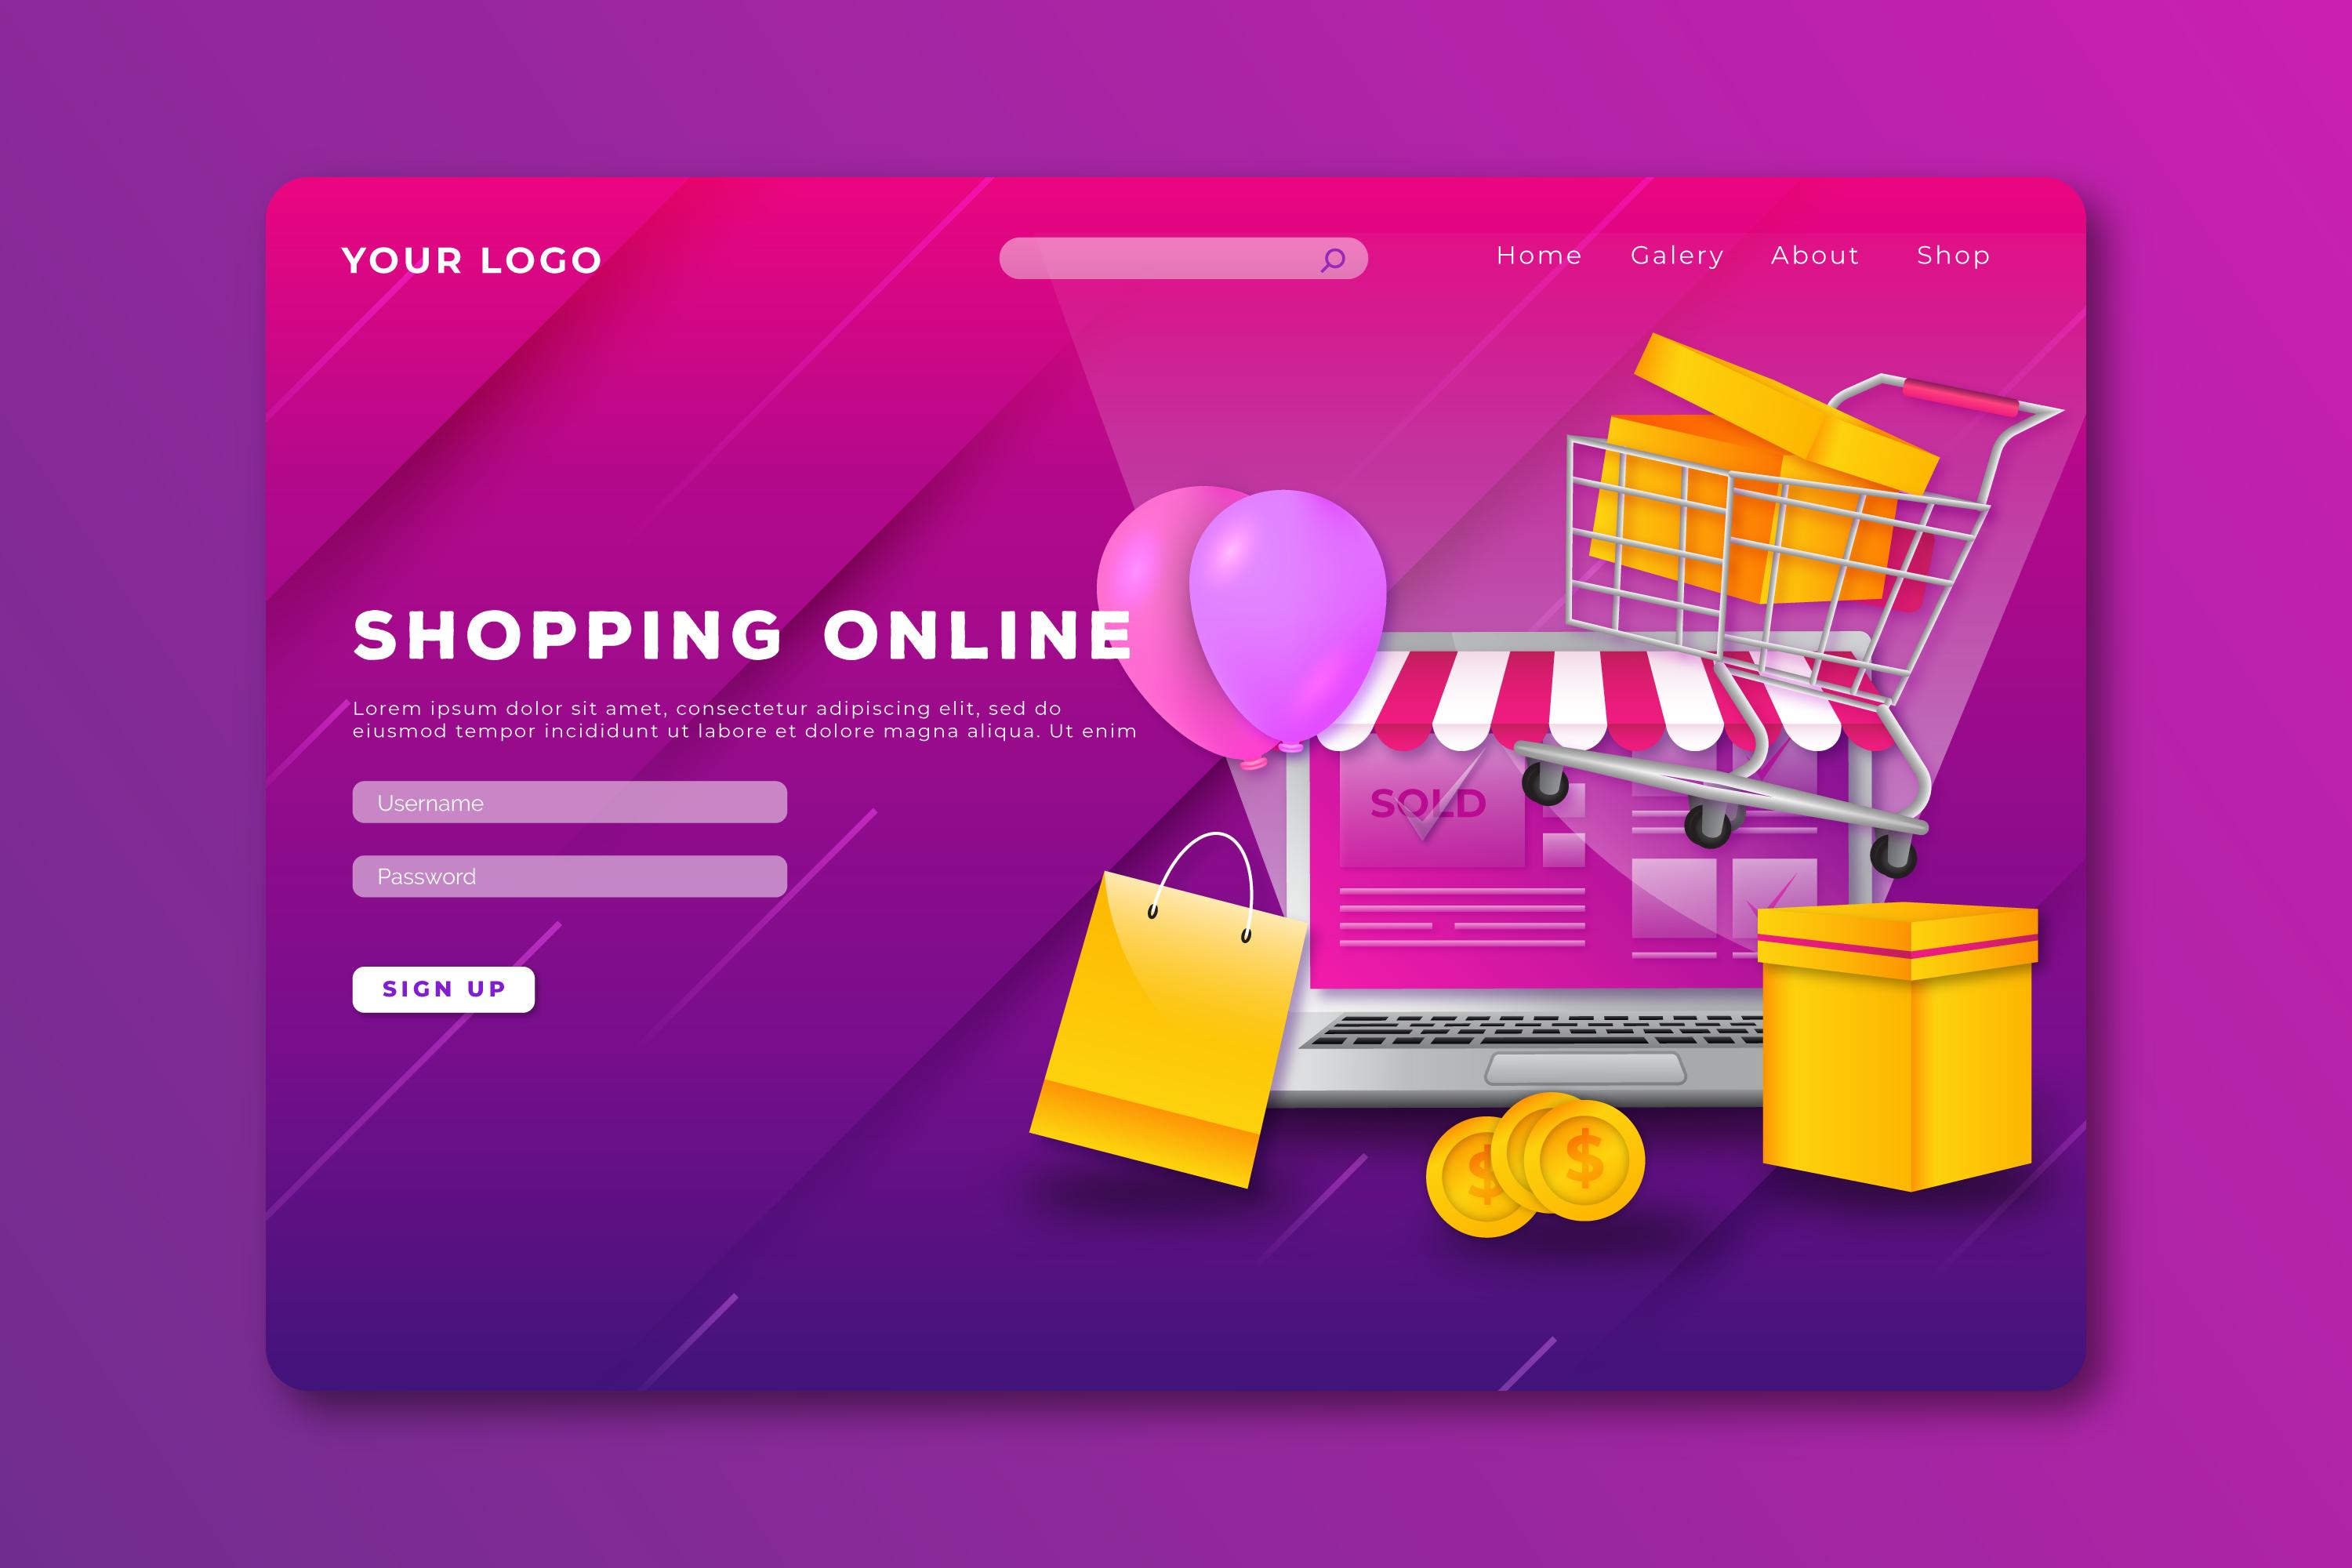 YOUR LOGO
Home Galery About Shop
SHOPPING ONLINE
Lorem ipsum dolor sit amet, consectetur adipiscing elit, sed do
eiusmod tempor incididunt ut labore et dolore magna aliqua. Ut enim
Username
Password
SIGN UP
SOLD
$ $